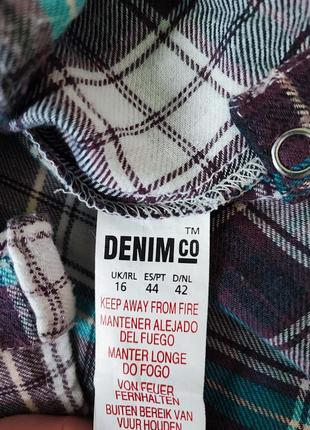 TM
DENIM CO
UK/IRL ES/PT D/NL
16 44 42
KEEP AWAY FROM FIRE
MANTENER ALEJADO
DEL FUEGO
MANTER LONGE
DO FOGO
VON FEUER
FERNHALTEN
BUITEN BEREIK VAN
VUUR HOUDEN